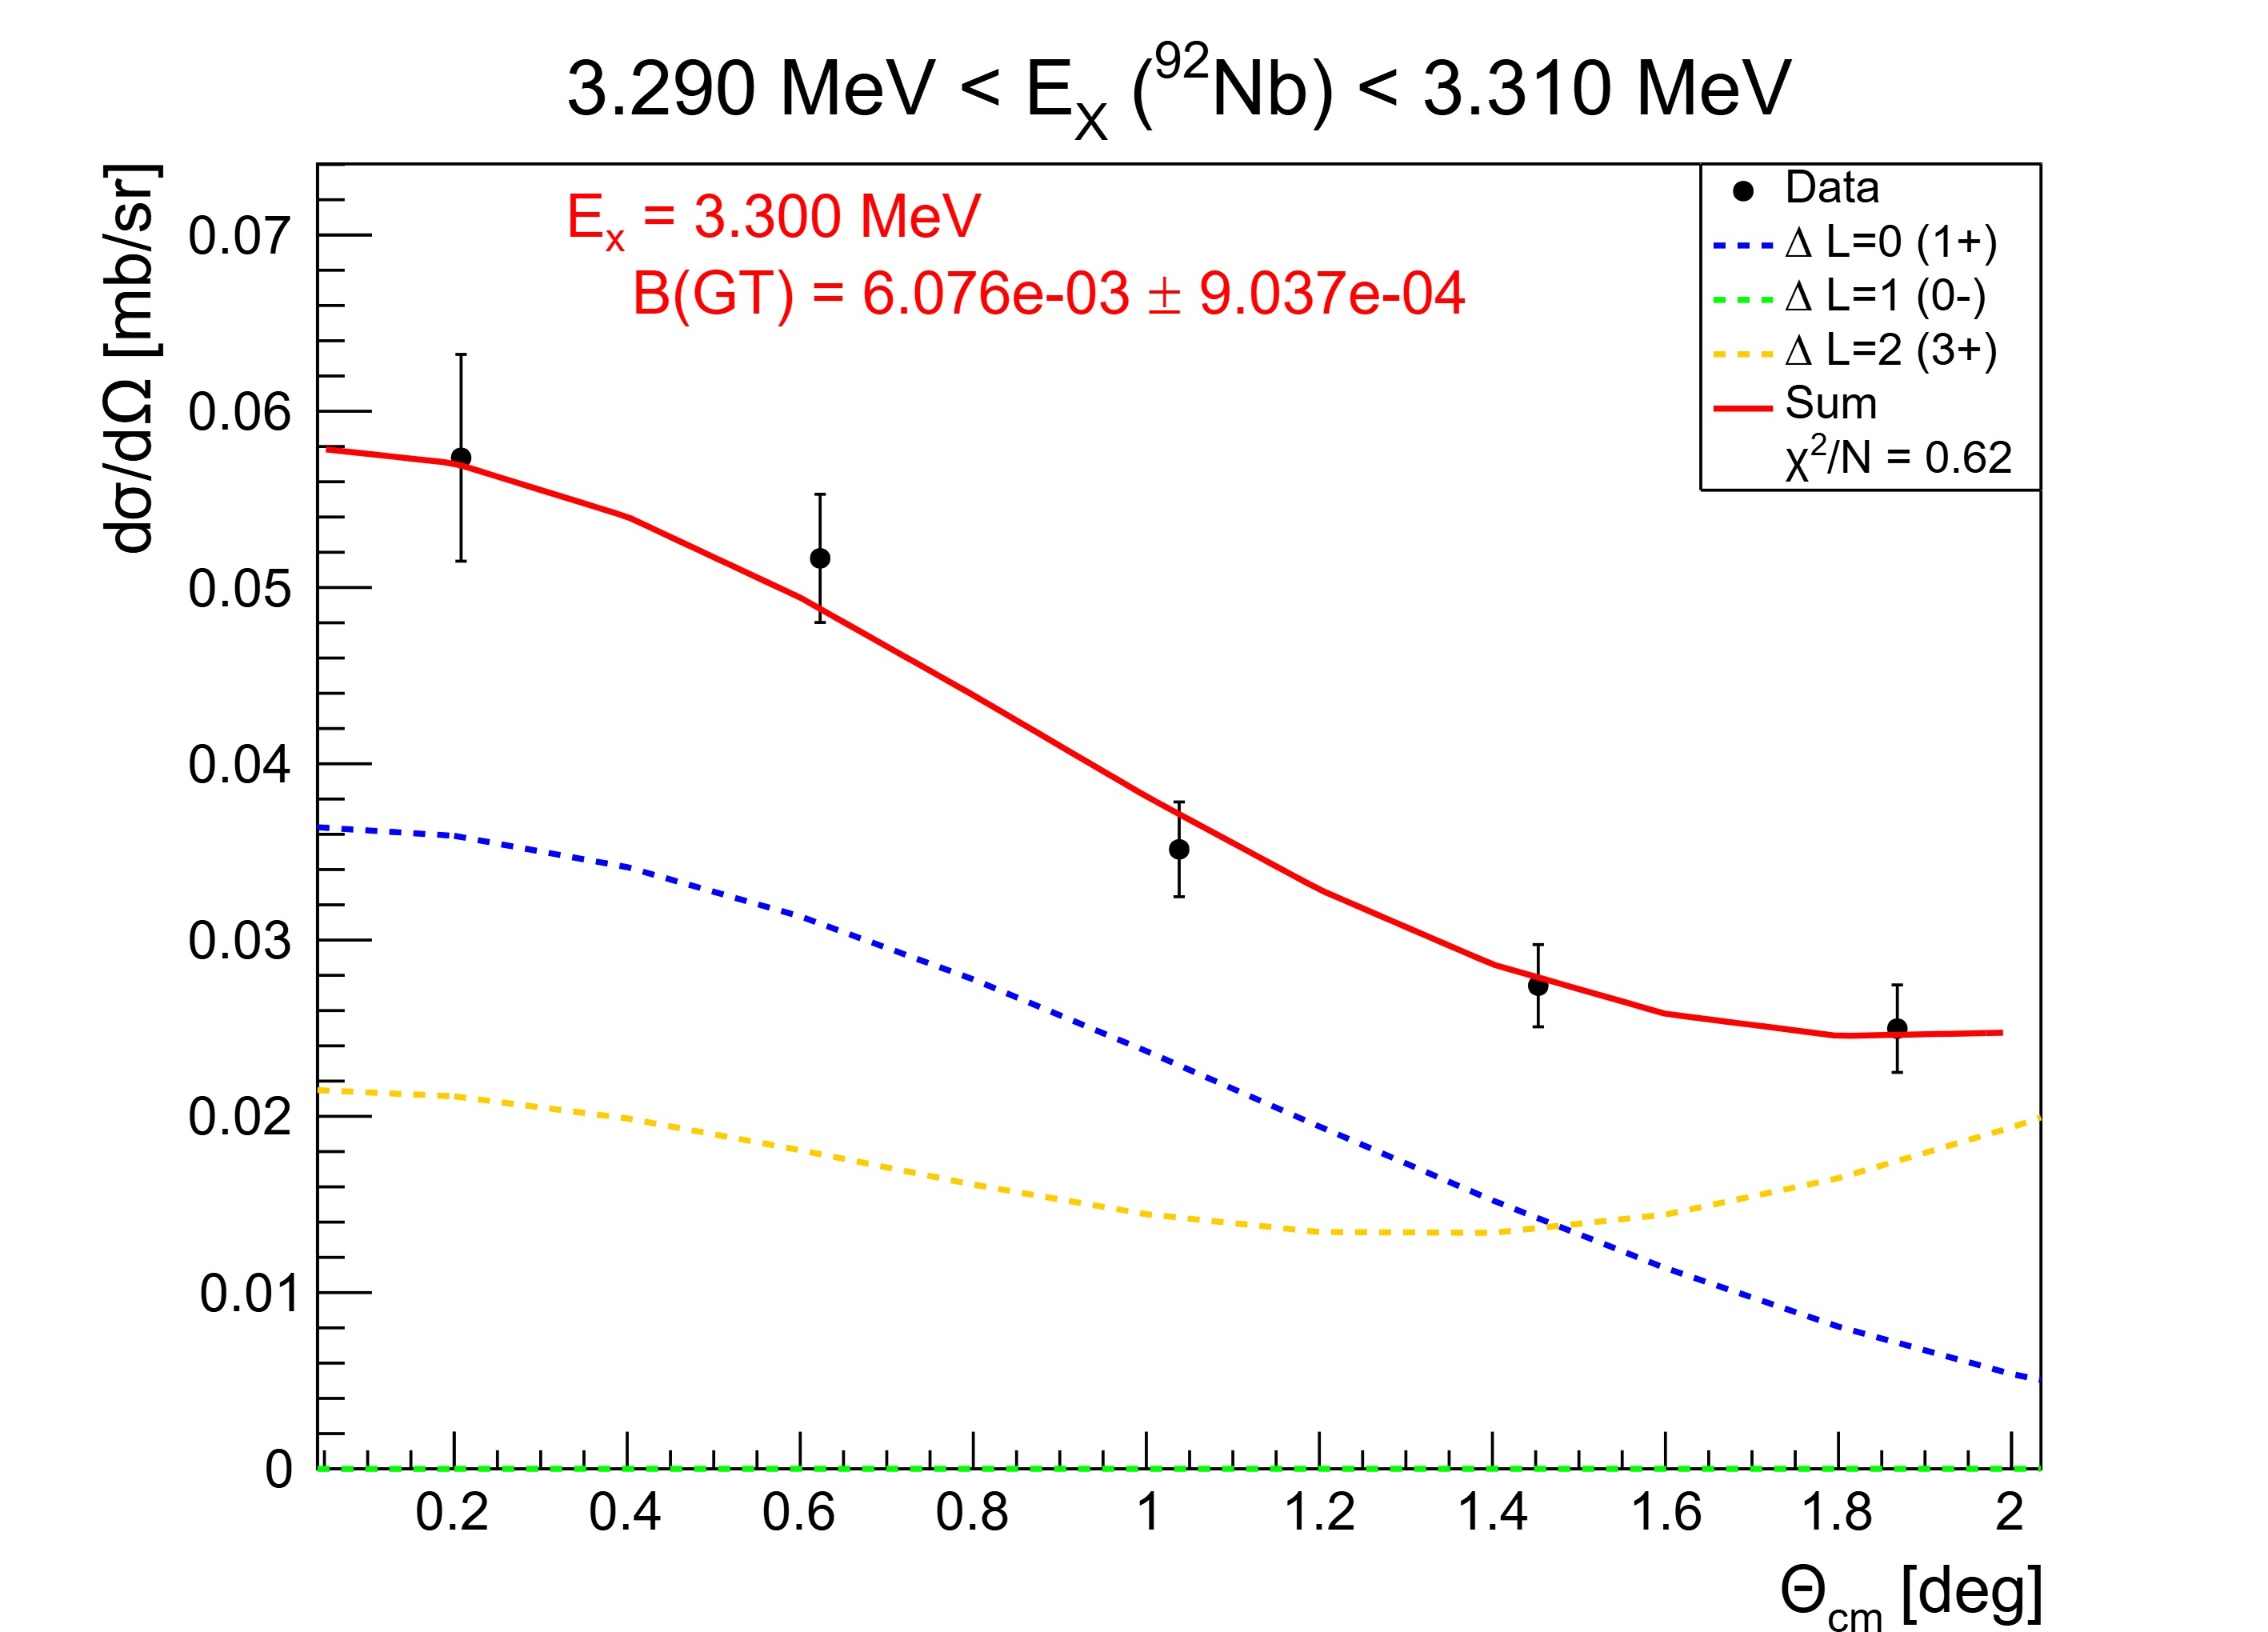 3.290 MeV < E_X (^92Nb) < 3.310 MeV
dσ/dΩ [mb/sr]
E_x = 3.300 MeV
B(GT) = 6.076e-03 ± 9.037e-04
Data
Δ L=0 (1+)
Δ L=1 (0-)
Δ L=2 (3+)
Sum
χ²/N = 0.62
0.07
0.06
0.05
0.04
0.03
0.02
0.01
0
0.2 0.4 0.6 0.8 1 1.2 1.4 1.6 1.8 2
Θ_cm [deg]